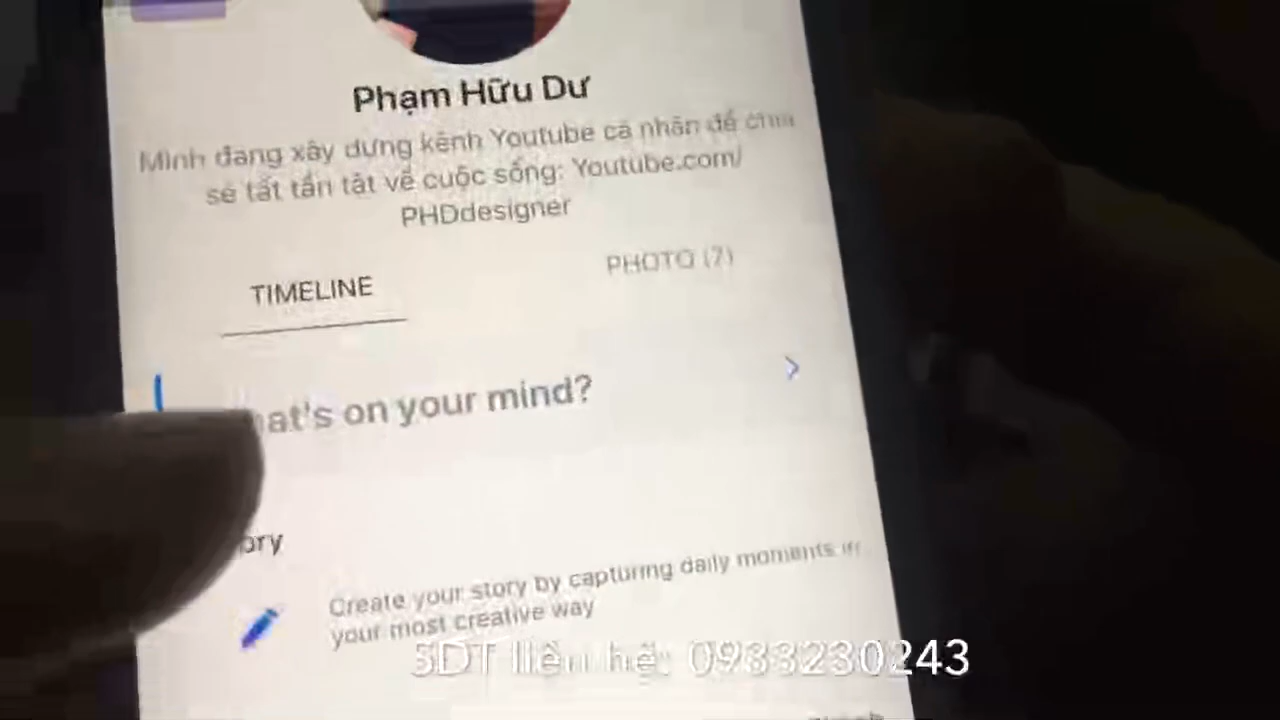 Phạm Hữu Dư
Mình đang xây dựng kênh Youtube cá nhân để chia
sẻ tất tần tật về cuộc sống: Youtube.com/
PHDdesigner
TIMELINE
PHOTO (7)
hat's on your mind?
ory
Create your story by capturing daily moments in
your most creative way
SDT liên hệ: 0933230243